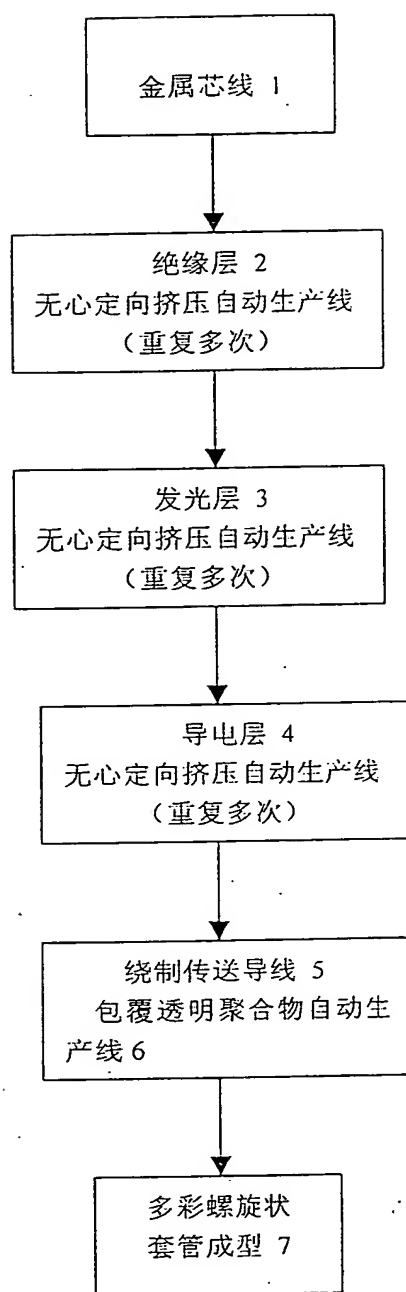 金属芯线 1
绝缘层 2
无心定向挤压自动生产线
（重复多次）
发光层 3
无心定向挤压自动生产线
（重复多次）
导电层 4
无心定向挤压自动生产线
（重复多次）
绕制传送导线 5
包覆透明聚合物自动生
产线 6
多彩螺旋状
套管成型 7